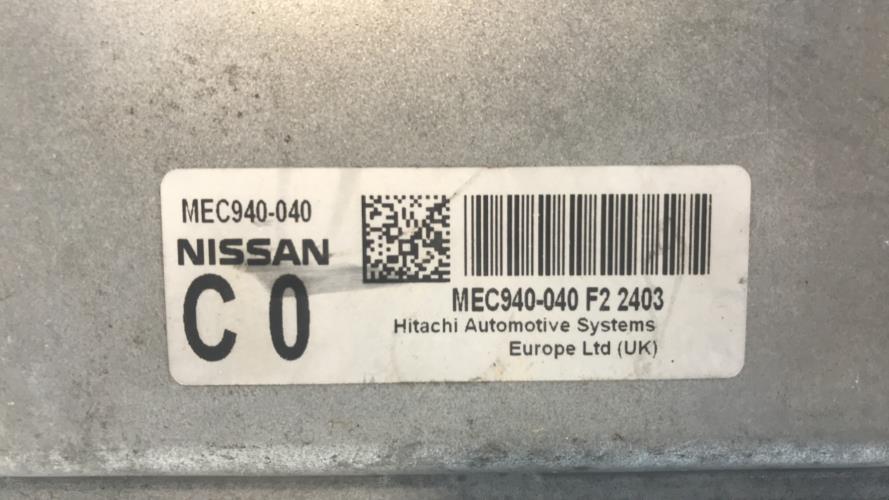 MEC940-040
NISSAN
C 0
MEC940-040 F2 2403
Hitachi Automotive Systems
Europe Ltd (UK)